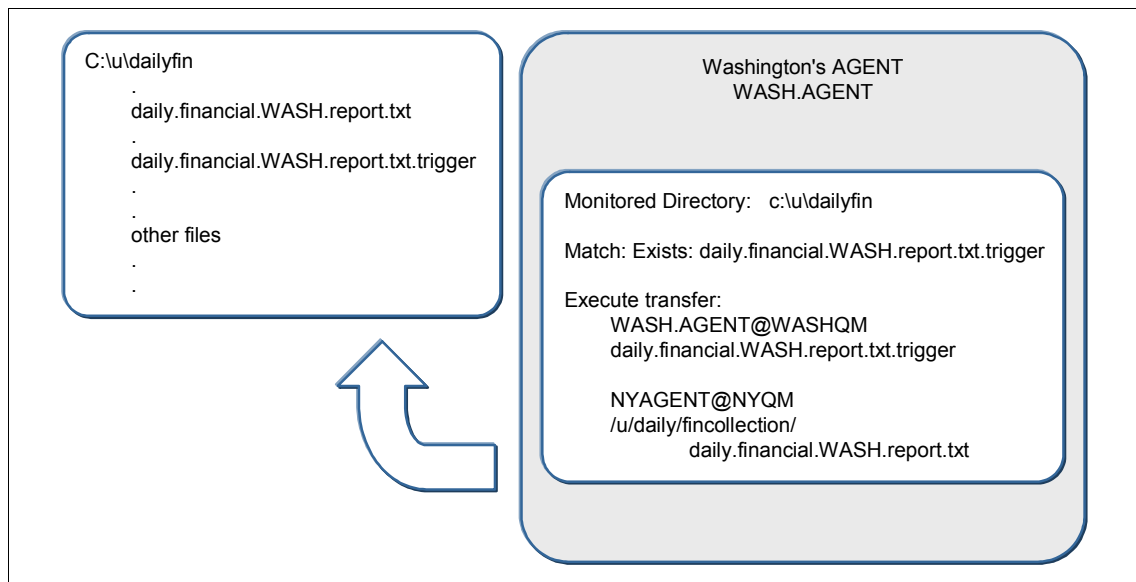 C:\u\dailyfin
.
daily.financial.WASH.report.txt
.
daily.financial.WASH.report.txt.trigger
.
.
other files
.
.
Washington's AGENT
WASH.AGENT
Monitored Directory: c:\u\dailyfin
Match: Exists: daily.financial.WASH.report.txt.trigger
Execute transfer:
WASH.AGENT@WASHQM
daily.financial.WASH.report.txt.trigger
NYAGENT@NYQM
/u/daily/fincollection/
daily.financial.WASH.report.txt